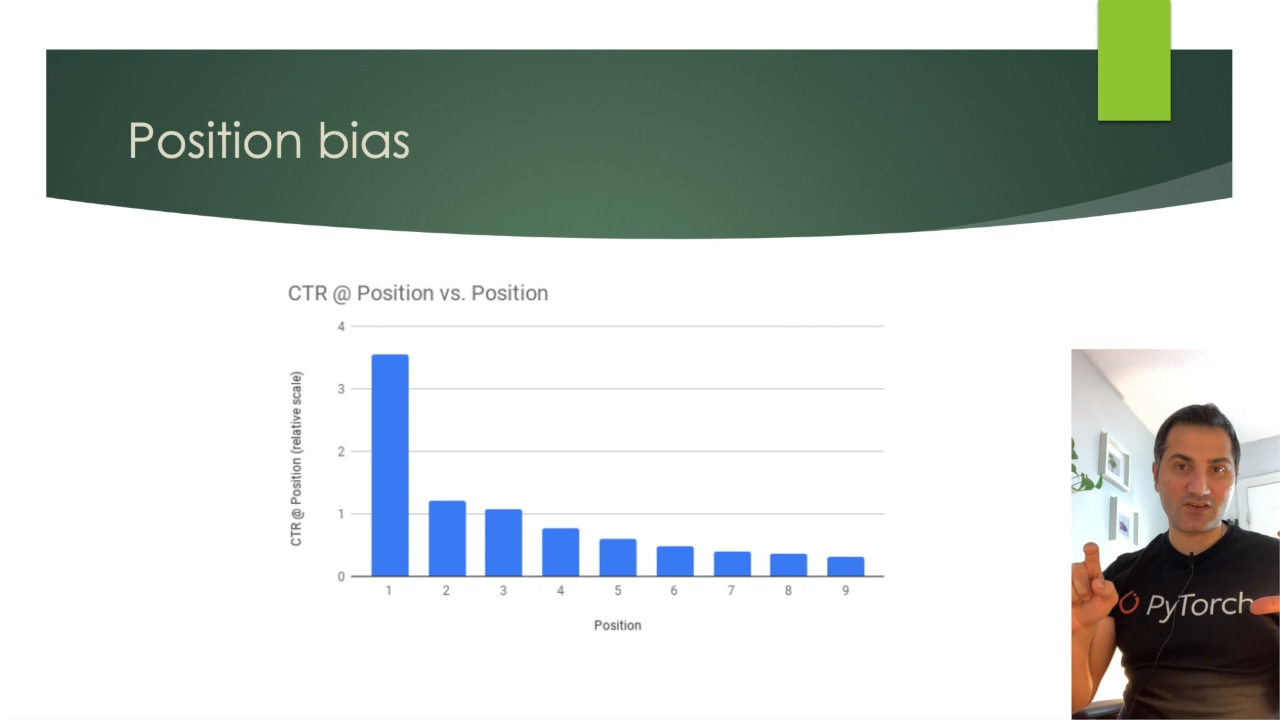 Position bias
CTR @ Position vs. Position
CTR @ Position (relative scale)
4
3
2
1
0
1 2 3 4 5 6 7 8 9
Position
PyTorch